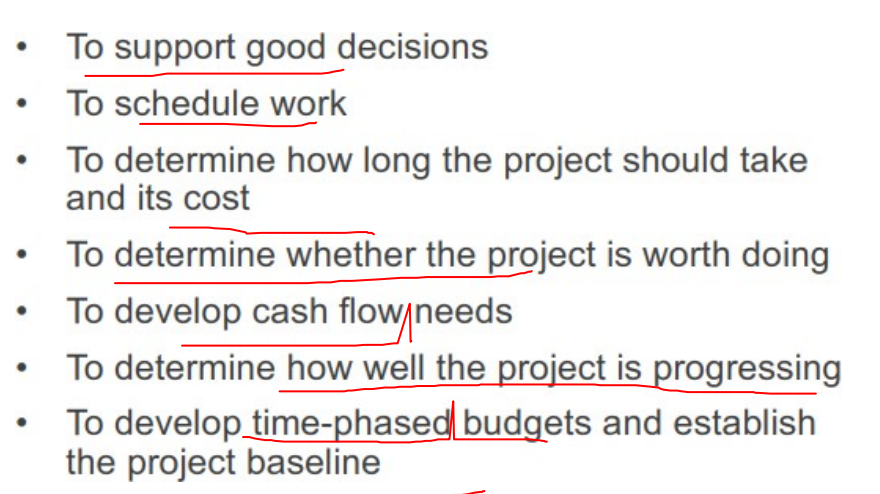 • To support good decisions
• To schedule work
• To determine how long the project should take
and its cost
• To determine whether the project is worth doing
• To develop cash flow needs
• To determine how well the project is progressing
• To develop time-phased budgets and establish
the project baseline